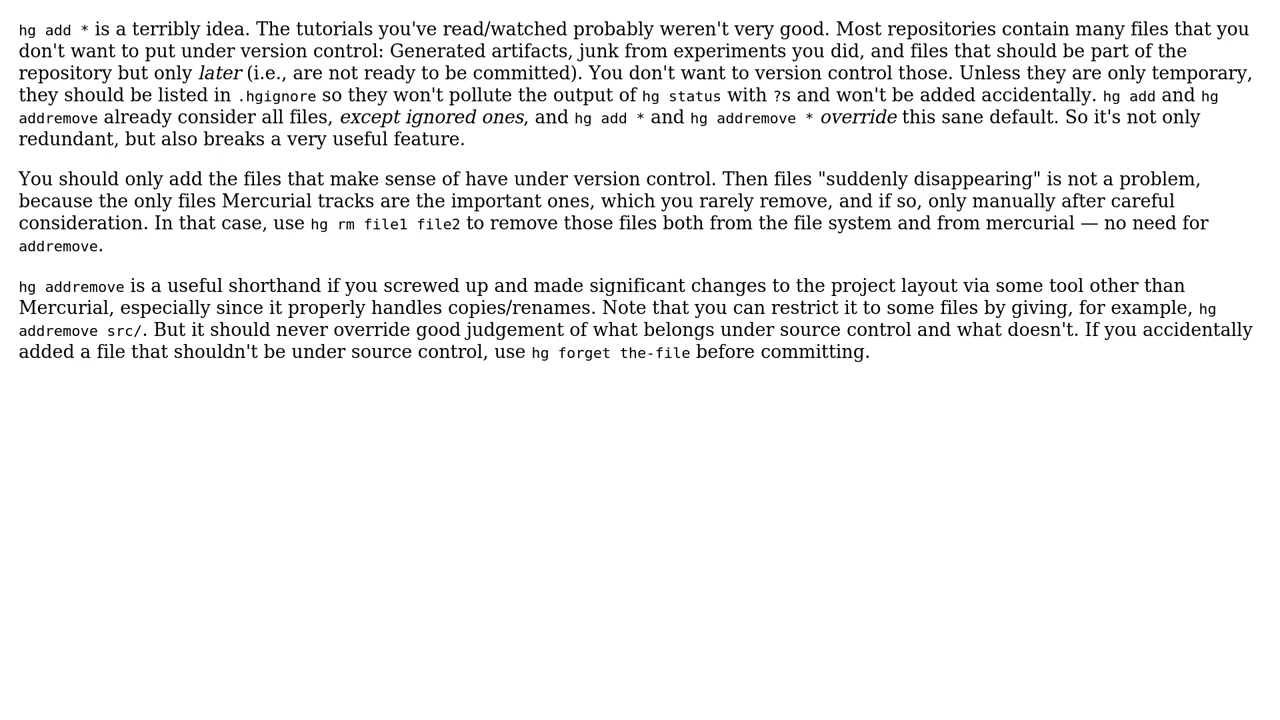 hg add * is a terribly idea. The tutorials you've read/watched probably weren't very good. Most repositories contain many files that you
don't want to put under version control: Generated artifacts, junk from experiments you did, and files that should be part of the
repository but only later (i.e., are not ready to be committed). You don't want to version control those. Unless they are only temporary,
they should be listed in .hgignore so they won't pollute the output of hg status with ?s and won't be added accidentally. hg add and hg
addremove already consider all files, except ignored ones, and hg add * and hg addremove * override this sane default. So it's not only
redundant, but also breaks a very useful feature.
You should only add the files that make sense of have under version control. Then files "suddenly disappearing" is not a problem,
because the only files Mercurial tracks are the important ones, which you rarely remove, and if so, only manually after careful
consideration. In that case, use hg rm file1 file2 to remove those files both from the file system and from mercurial — no need for
addremove.
hg addremove is a useful shorthand if you screwed up and made significant changes to the project layout via some tool other than
Mercurial, especially since it properly handles copies/renames. Note that you can restrict it to some files by giving, for example, hg
addremove src/. But it should never override good judgement of what belongs under source control and what doesn't. If you accidentally
added a file that shouldn't be under source control, use hg forget the-file before committing.